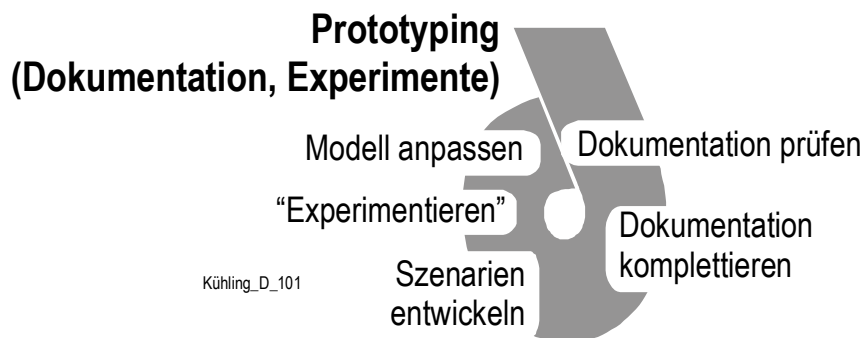 Prototyping
(Dokumentation, Experimente)
Modell anpassen
Dokumentation prüfen
“Experimentieren”
Dokumentation
komplettieren
Szenarien
entwickeln
Kühling_D_101